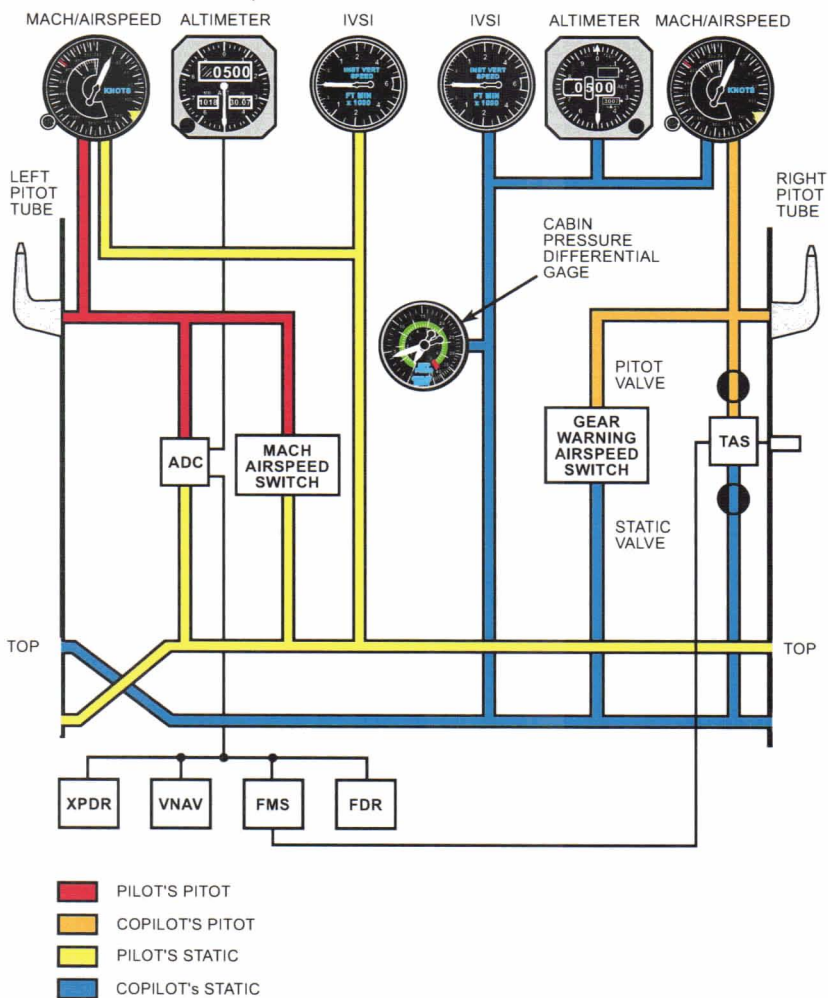 MACH/AIRSPEED
ALTIMETER
IVSI
IVSI
ALTIMETER
MACH/AIRSPEED
KNOTS
0500
1018
30.07
INST VERT
SPEED
FT MIN
x 1000
INST VERT
SPEED
FT MIN
x 1000
0500
ALT
KNOTS
LEFT
PITOT
TUBE
RIGHT
PITOT
TUBE
CABIN
PRESSURE
DIFFERENTIAL
GAGE
PITOT
VALVE
ADC
MACH
AIRSPEED
SWITCH
GEAR
WARNING
AIRSPEED
SWITCH
TAS
STATIC
VALVE
TOP
TOP
XPDR
VNAV
FMS
FDR
PILOT'S PITOT
COPILOT'S PITOT
PILOT'S STATIC
COPILOT's STATIC